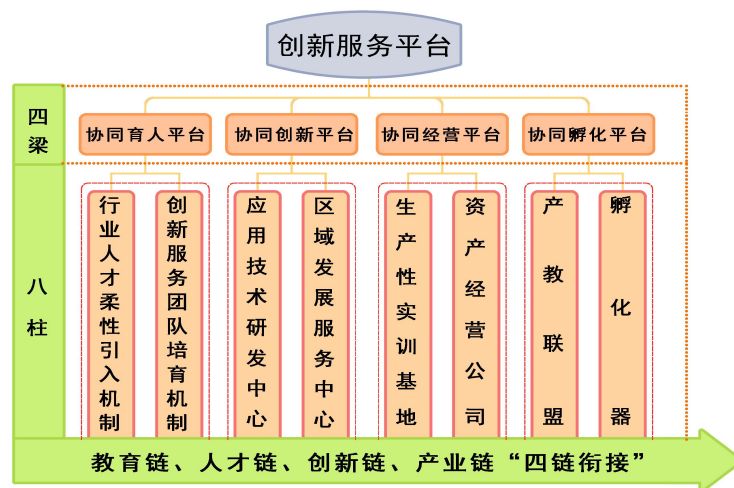 创新服务平台
四梁
协同育人平台
协同创新平台
协同经营平台
协同孵化平台
八柱
行业人才柔性引入机制
创新服务团队培育机制
应用技术研发中心
区域发展服务中心
生产性实训基地
资产经营公司
产教联盟
孵化器
教育链、人才链、创新链、产业链“四链衔接”